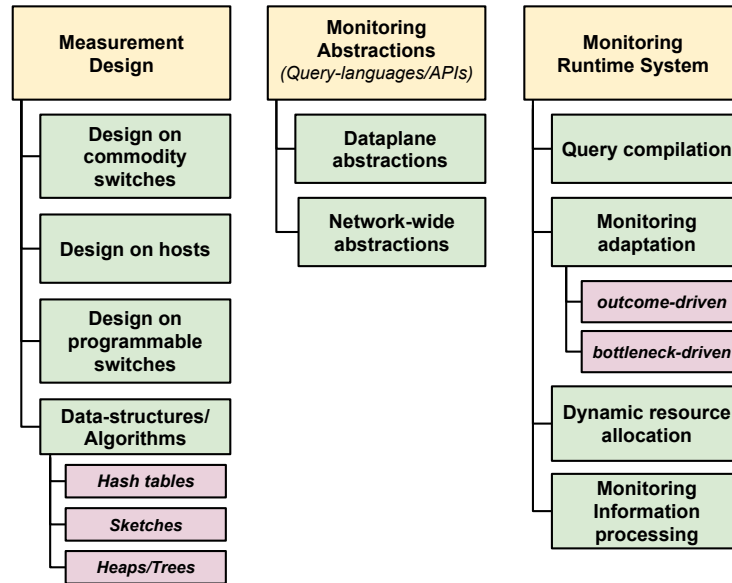 Measurement
Design
Design on
commodity
switches
Design on hosts
Design on
programmable
switches
Data-structures/
Algorithms
Hash tables
Sketches
Heaps/Trees
Monitoring
Abstractions
(Query-languages/APIs)
Dataplane
abstractions
Network-wide
abstractions
Monitoring
Runtime System
Query compilation
Monitoring
adaptation
outcome-driven
bottleneck-driven
Dynamic resource
allocation
Monitoring
Information
processing